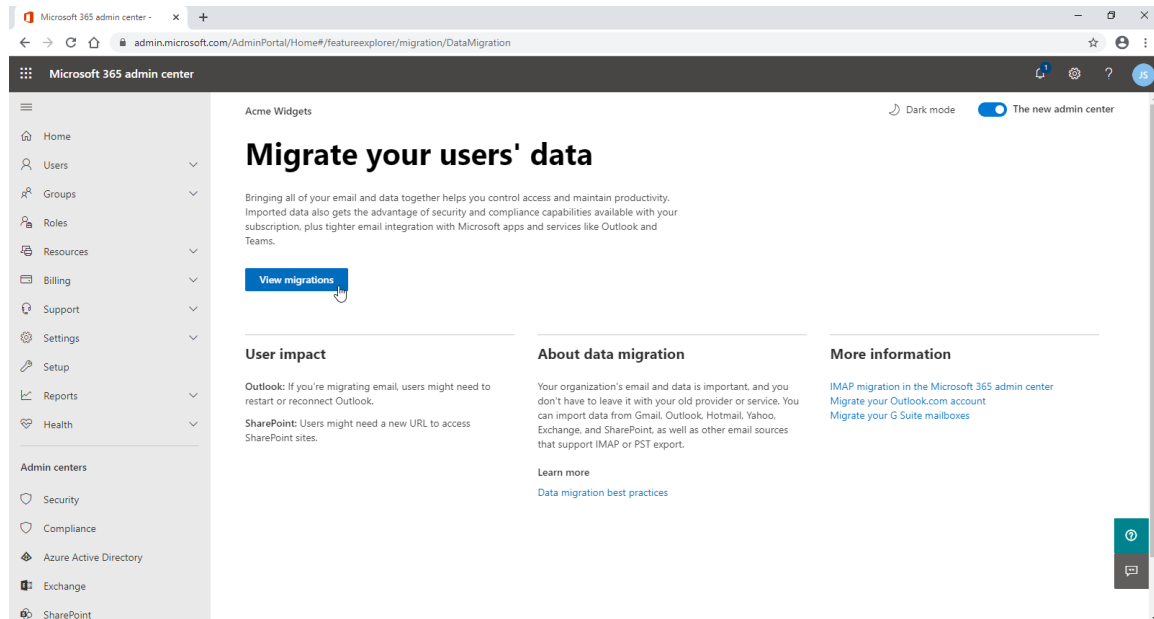 Microsoft 365 admin center -
admin.microsoft.com/AdminPortal/Home#/featureexplorer/migration/DataMigration
Microsoft 365 admin center
1
?
JS
Acme Widgets
Dark mode
The new admin center
Home
Users
Groups
Roles
Resources
Billing
Support
Settings
Setup
Reports
Health
Admin centers
Security
Compliance
Azure Active Directory
Exchange
SharePoint
Migrate your users' data
Bringing all of your email and data together helps you control access and maintain productivity.
Imported data also gets the advantage of security and compliance capabilities available with your
subscription, plus tighter email integration with Microsoft apps and services like Outlook and
Teams.
View migrations
User impact
Outlook: If you're migrating email, users might need to
restart or reconnect Outlook.
SharePoint: Users might need a new URL to access
SharePoint sites.
About data migration
Your organization's email and data is important, and you
don't have to leave it with your old provider or service. You
can import data from Gmail, Outlook, Hotmail, Yahoo,
Exchange, and SharePoint, as well as other email sources
that support IMAP or PST export.
Learn more
Data migration best practices
More information
IMAP migration in the Microsoft 365 admin center
Migrate your Outlook.com account
Migrate your G Suite mailboxes